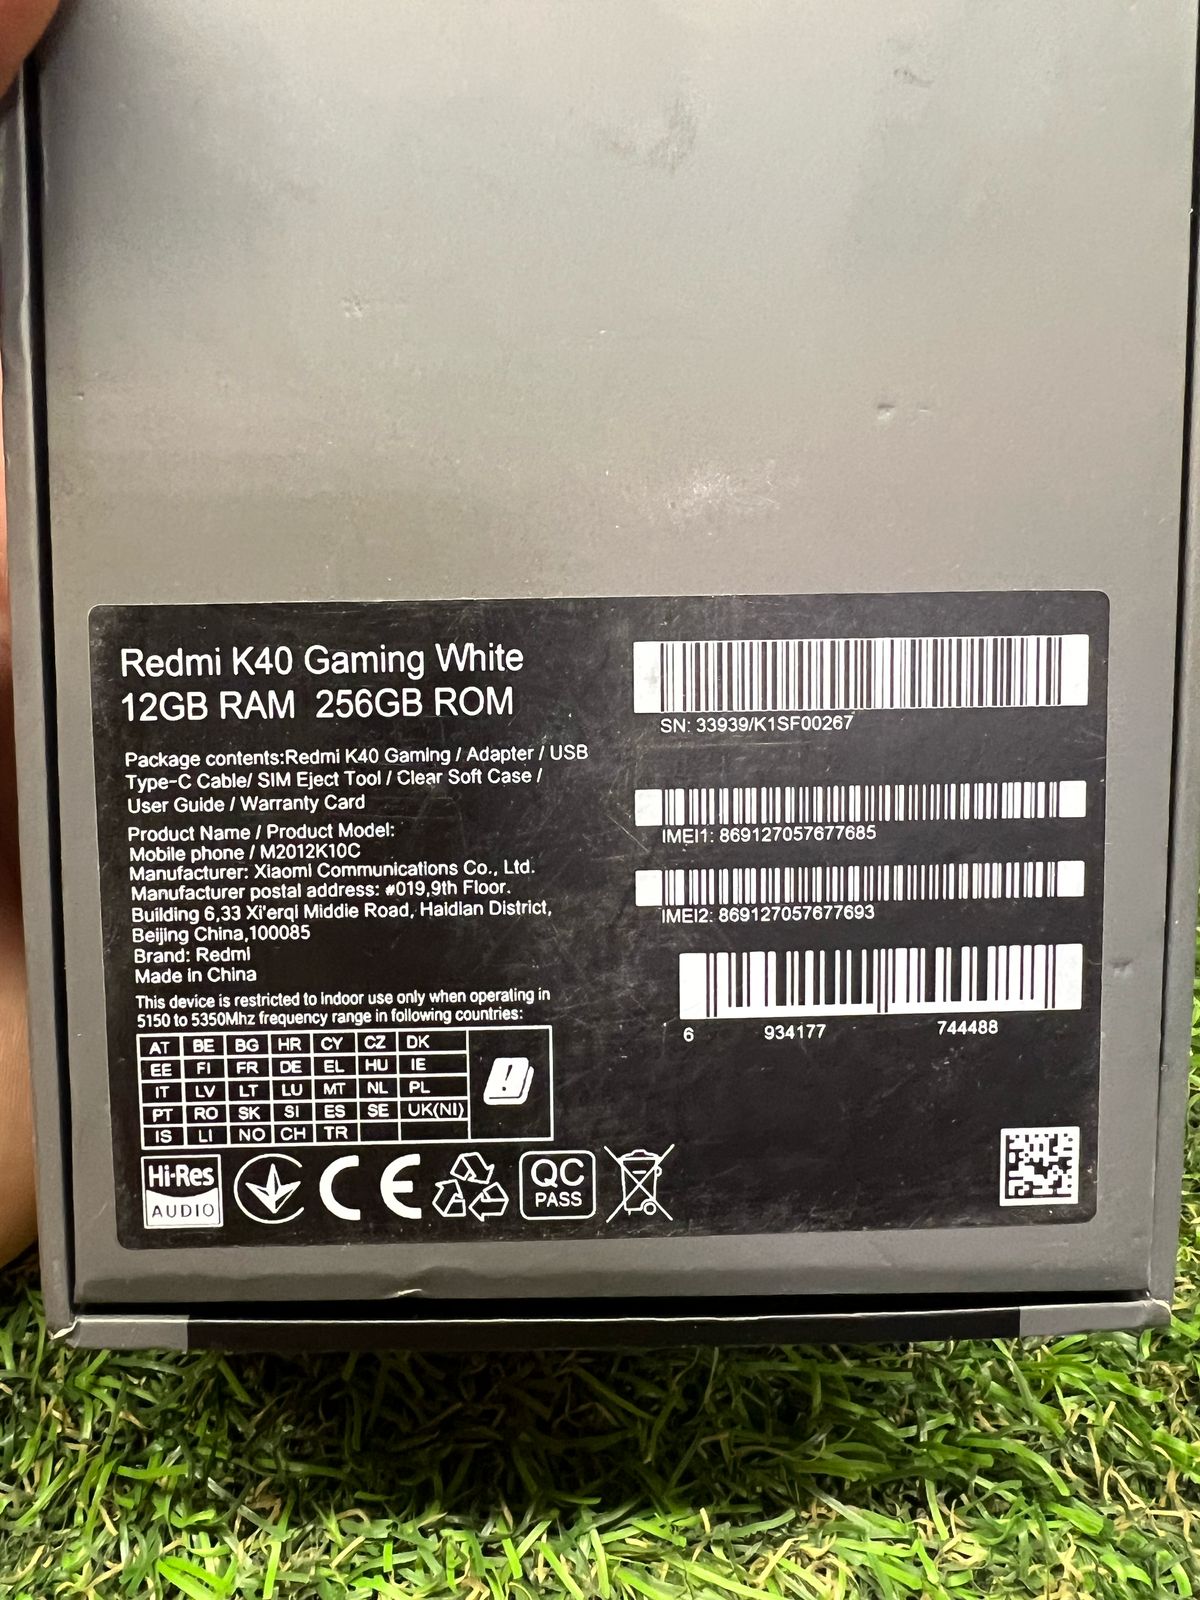 Redmi K40 Gaming White
12GB RAM 256GB ROM
Package contents:Redmi K40 Gaming / Adapter / USB
Type-C Cable/ SIM Eject Tool / Clear Soft Case /
User Guide / Warranty Card
Product Name / Product Model:
Mobile phone / M2012K10C
Manufacturer: Xiaomi Communications Co., Ltd.
Manufacturer postal address: #019,9th Floor.
Building 6,33 Xi'erqi Middie Road, Haidian District,
Beijing China,100085
Brand: Redmi
Made in China
This device is restricted to indoor use only when operating in
5150 to 5350Mhz frequency range in following countries:
AT BE BG HR CY CZ DK
EE FI FR DE EL HU IE
IT LV LT LU MT NL PL
PT RO SK SI ES SE UK(NI)
IS LI NO CH TR
Hi-Res
AUDIO
CE
QC
PASS
SN: 33939/K1SF00267
IMEI1: 869127057677685
IMEI2: 869127057677693
6 934177 744488